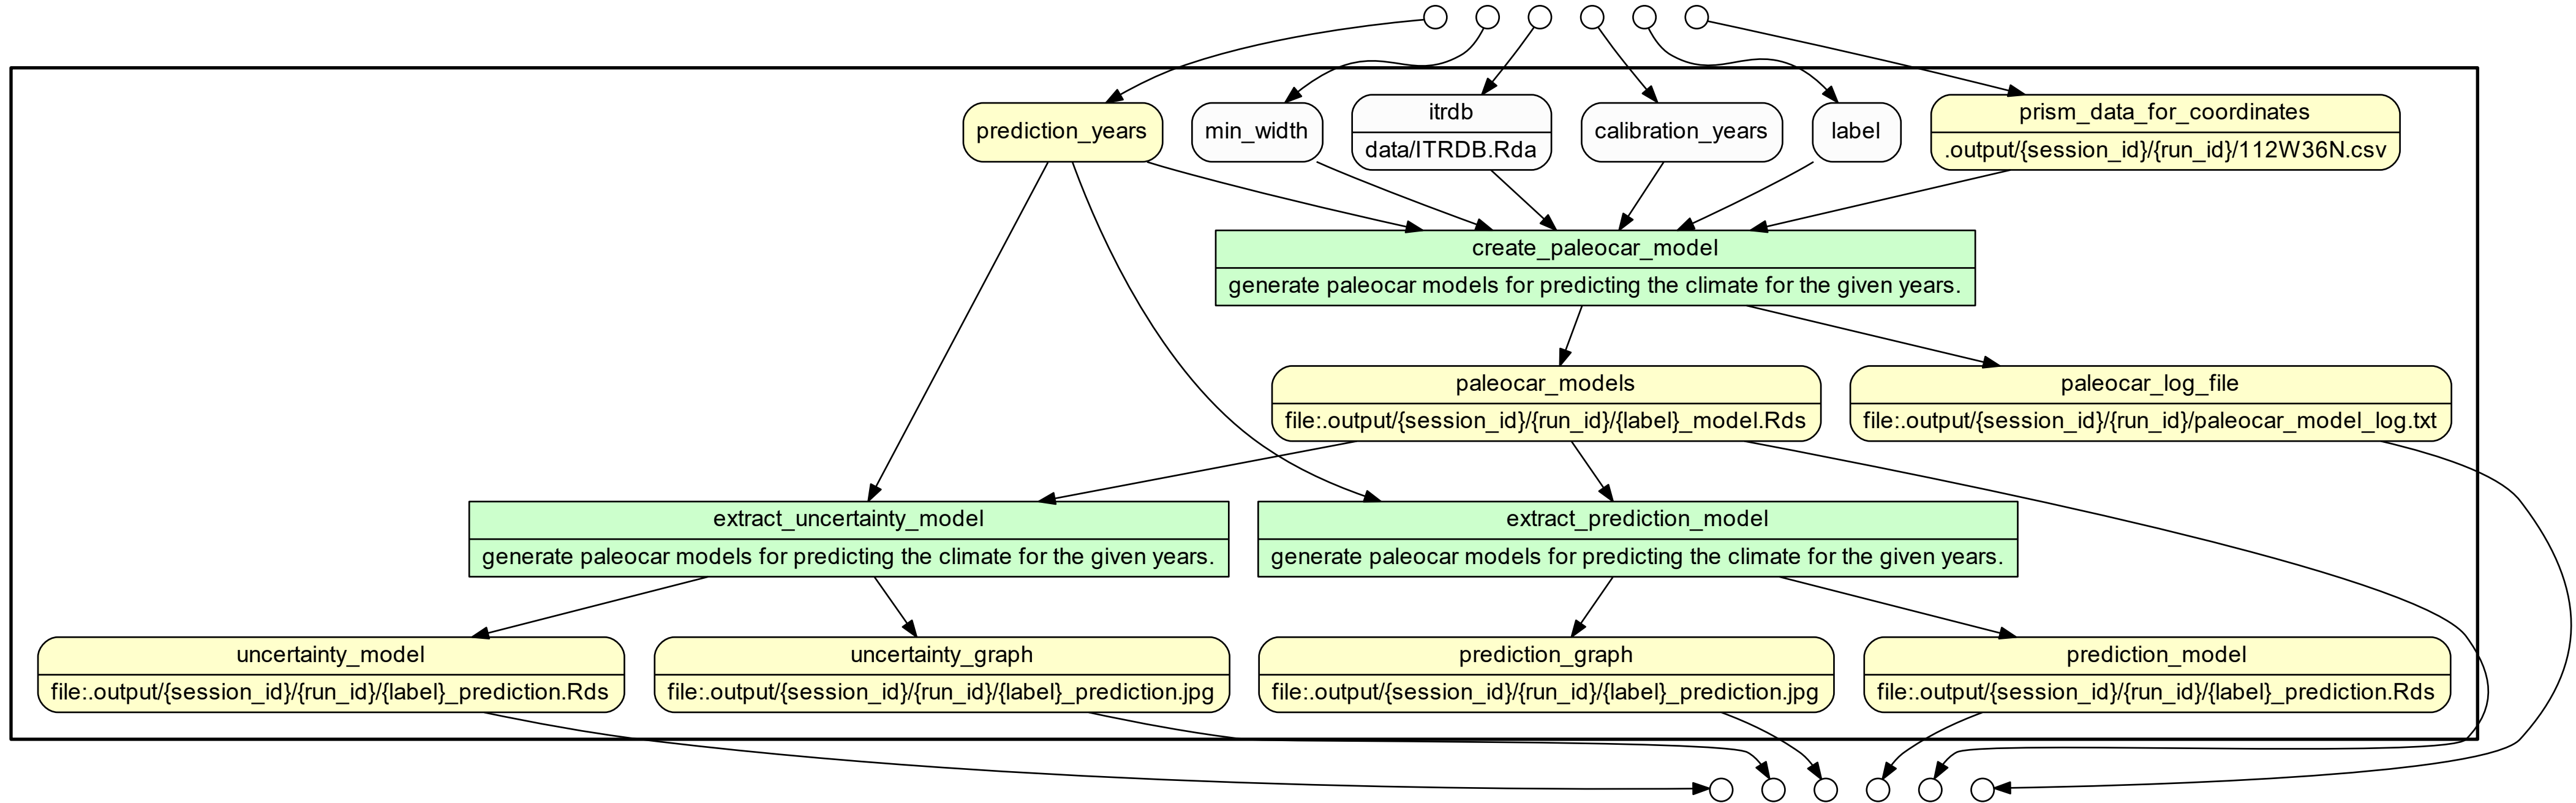 prediction_years
min_width
itrdb
data/ITRDB.Rda
calibration_years
label
prism_data_for_coordinates
.output/{session_id}/{run_id}/112W36N.csv
create_paleocar_model
generate paleocar models for predicting the climate for the given years.
paleocar_models
file:.output/{session_id}/{run_id}/{label}_model.Rds
paleocar_log_file
file:.output/{session_id}/{run_id}/paleocar_model_log.txt
extract_uncertainty_model
generate paleocar models for predicting the climate for the given years.
extract_prediction_model
generate paleocar models for predicting the climate for the given years.
uncertainty_model
file:.output/{session_id}/{run_id}/{label}_prediction.Rds
uncertainty_graph
file:.output/{session_id}/{run_id}/{label}_prediction.jpg
prediction_graph
file:.output/{session_id}/{run_id}/{label}_prediction.jpg
prediction_model
file:.output/{session_id}/{run_id}/{label}_prediction.Rds